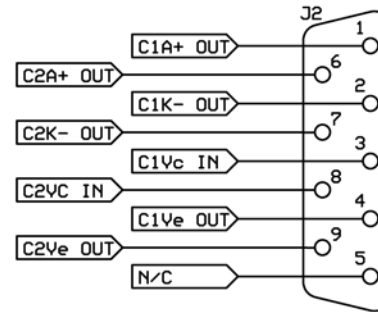 J2
C1A+ OUT 1
C2A+ OUT 6
C1K- OUT 2
C2K- OUT 7
C1Vc IN 3
C2VC IN 8
C1Ve OUT 4
C2Ve OUT 9
N/C 5